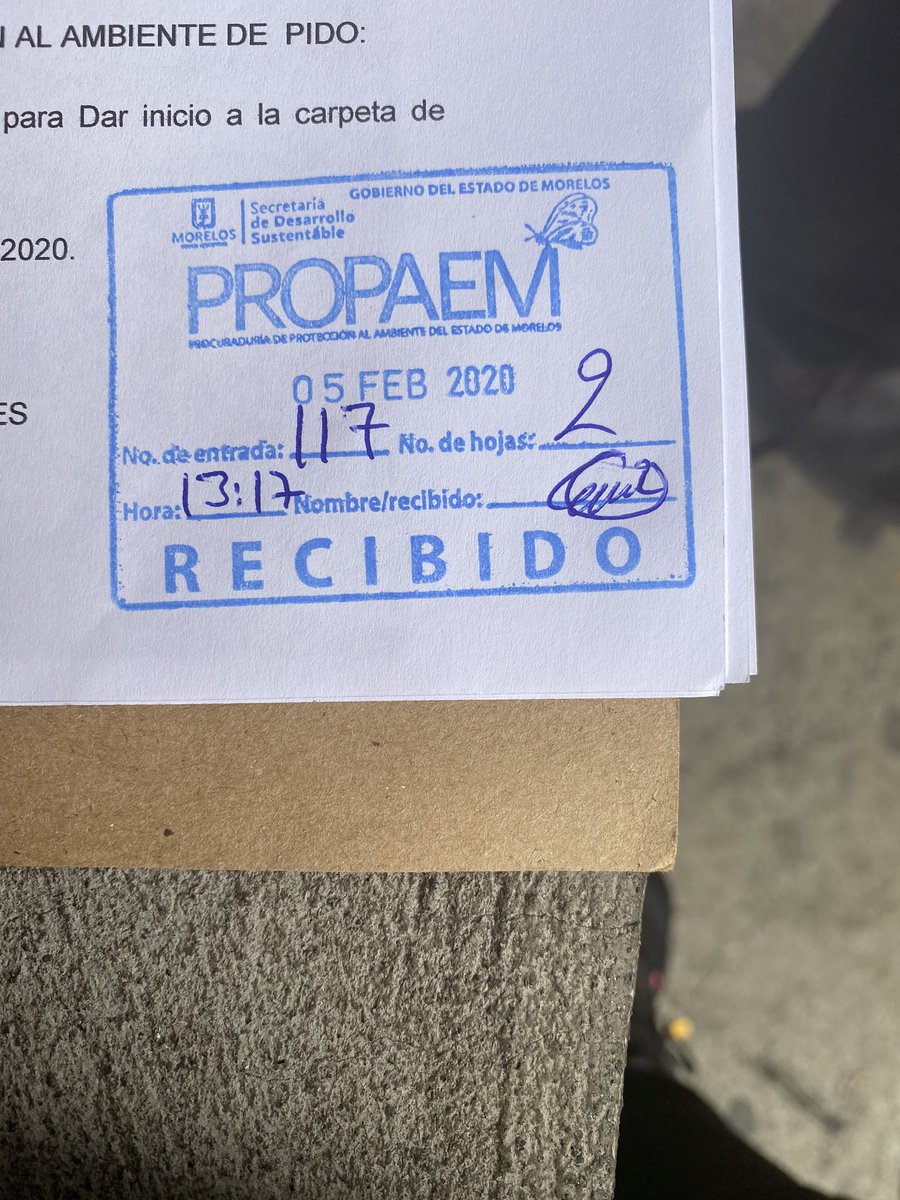 N AL AMBIENTE DE PIDO:
para Dar inicio a la carpeta de
2020.
ES
GOBIERNO DEL ESTADO DE MORELOS
MORELOS
Secretaría
de Desarrollo
Sustentable
PROPAEM
PROCURADURÍA DE PROTECCIÓN AL AMBIENTE DEL ESTADO DE MORELOS
05 FEB 2020
No. de entrada: 117 No. de hojas: 2
Hora: 13:17 Nombre/recibido:
RECIBIDO